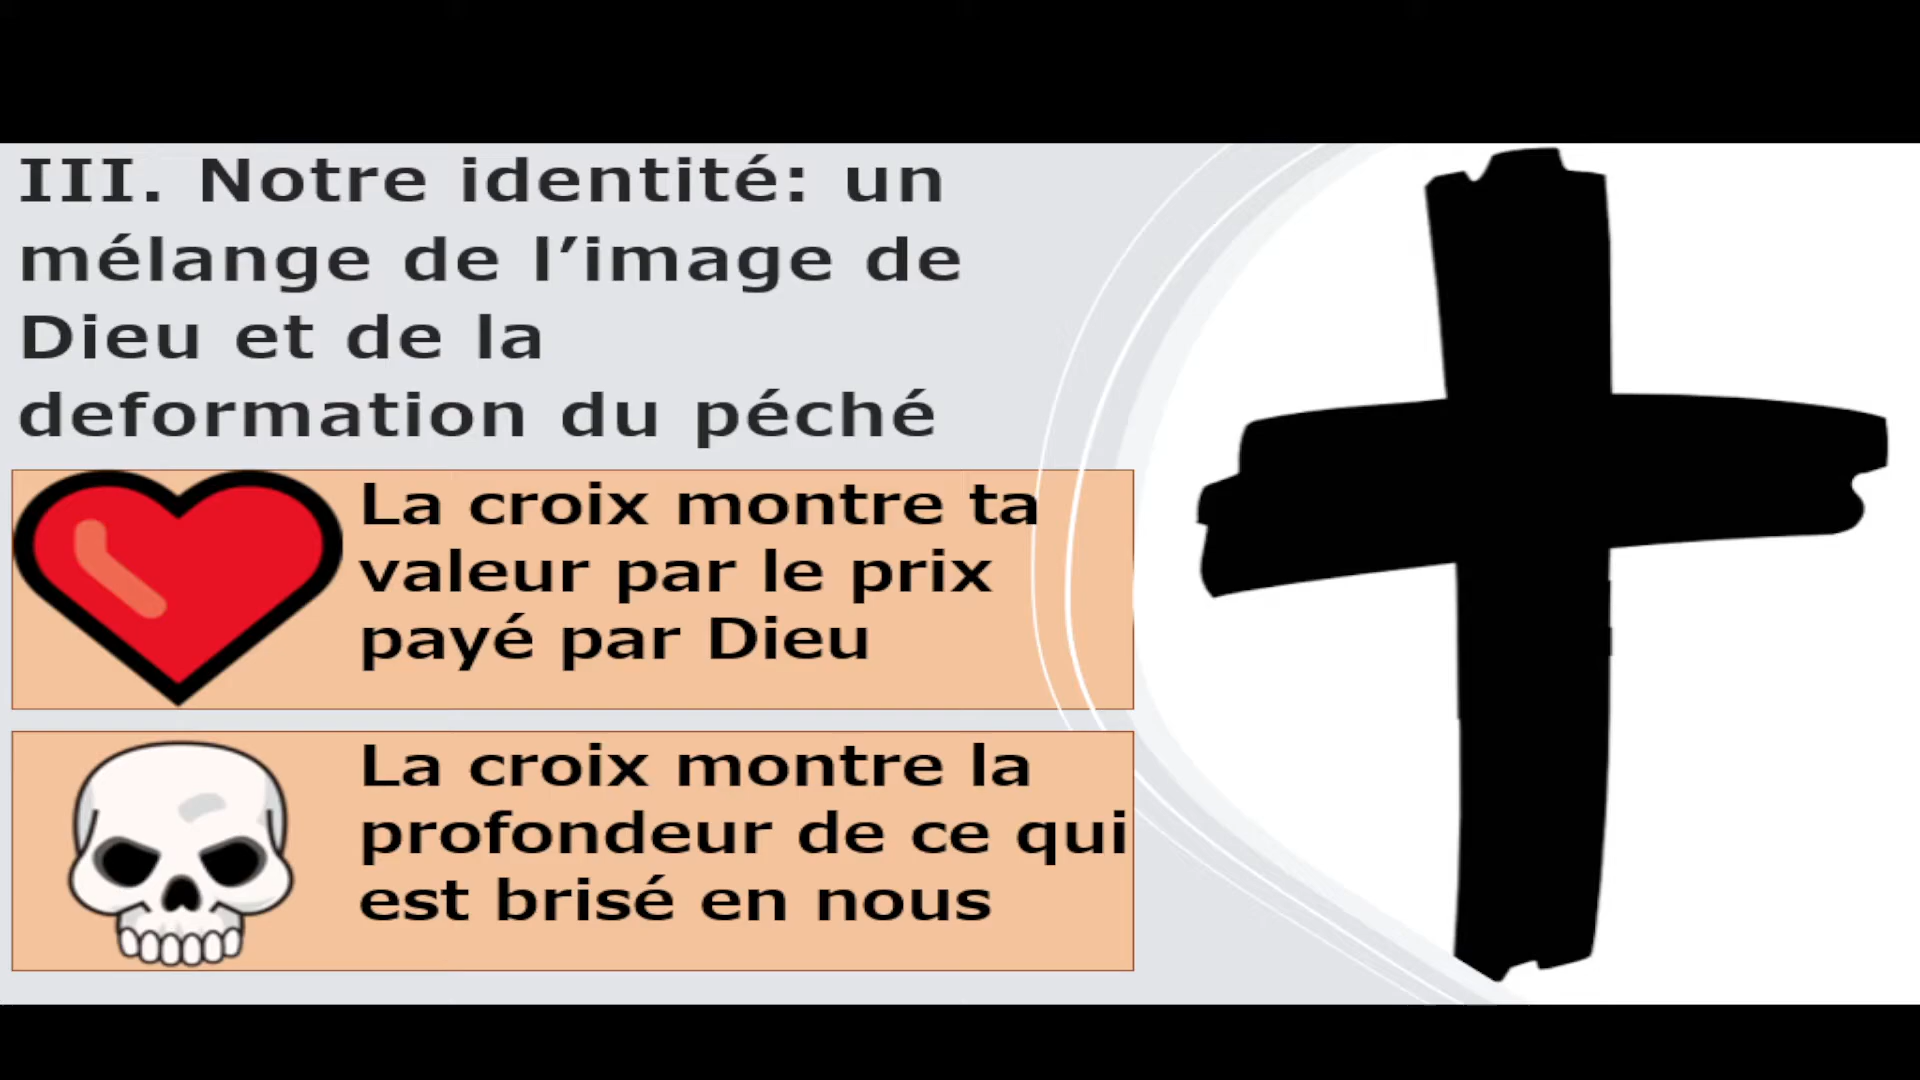 III. Notre identité: un
mélange de l’image de
Dieu et de la
deformation du péché
La croix montre ta
valeur par le prix
payé par Dieu
La croix montre la
profondeur de ce qui
est brisé en nous